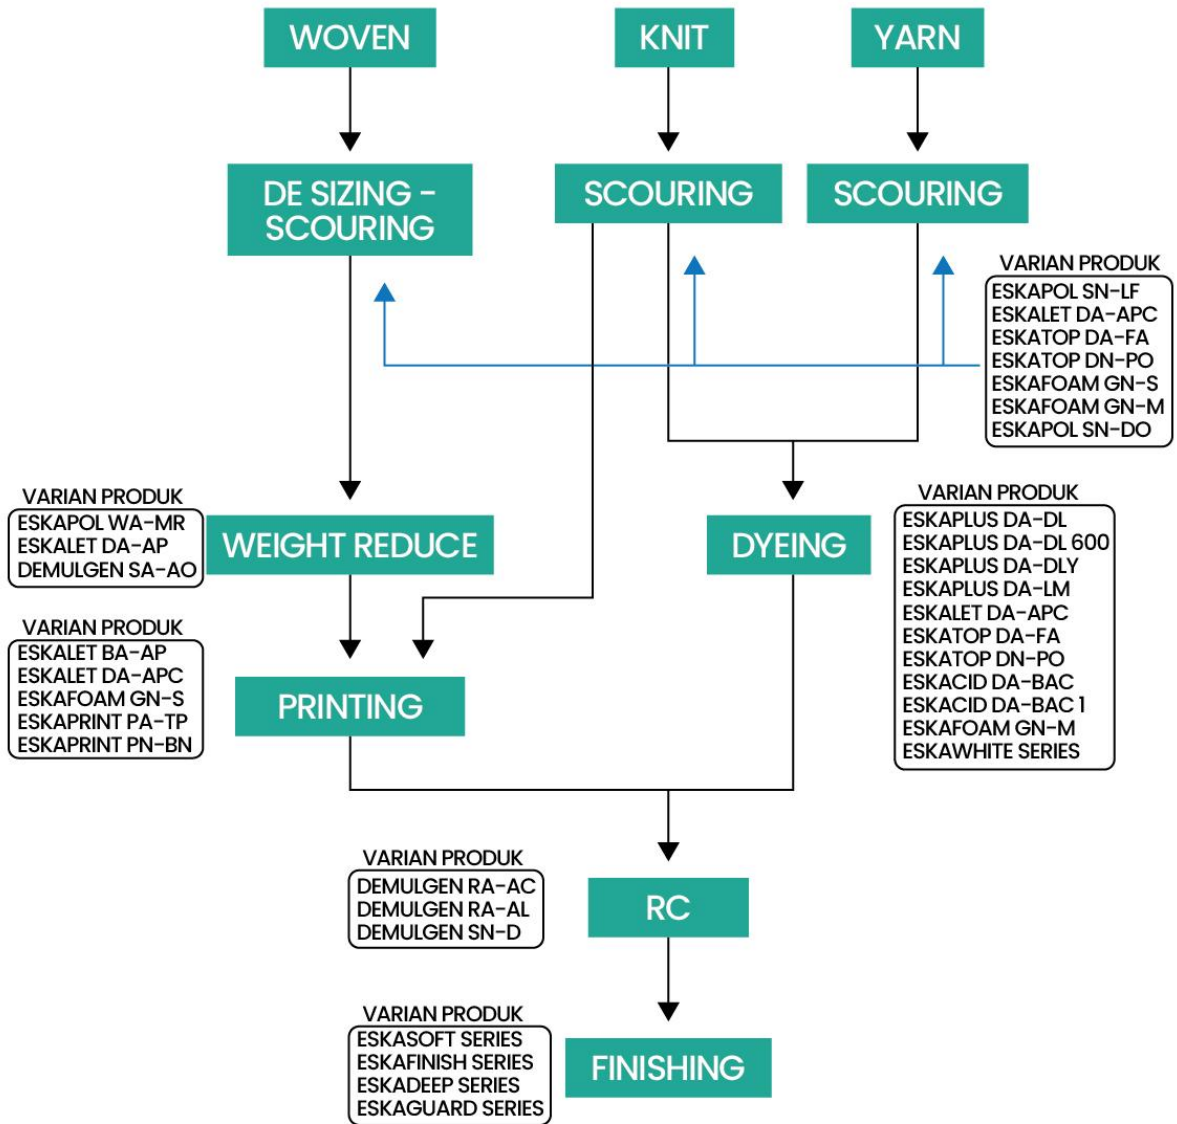 WOVEN
KNIT
YARN
DE SIZING -
SCOURING
SCOURING
SCOURING
VARIAN PRODUK
ESKAPOL SN-LF
ESKALET DA-APC
ESKATOP DA-FA
ESKATOP DN-PO
ESKAFOAM GN-S
ESKAFOAM GN-M
ESKAPOL SN-DO
VARIAN PRODUK
ESKAPOL WA-MR
ESKALET DA-AP
DEMULGEN SA-AO
WEIGHT REDUCE
DYEING
VARIAN PRODUK
ESKAPLUS DA-DL
ESKAPLUS DA-DL 600
ESKAPLUS DA-DLY
ESKAPLUS DA-LM
ESKALET DA-APC
ESKATOP DA-FA
ESKATOP DN-PO
ESKACID DA-BAC
ESKACID DA-BAC 1
ESKAFOAM GN-M
ESKAWHITE SERIES
VARIAN PRODUK
ESKALET BA-AP
ESKALET DA-APC
ESKAFOAM GN-S
ESKAPRINT PA-TP
ESKAPRINT PN-BN
PRINTING
VARIAN PRODUK
DEMULGEN RA-AC
DEMULGEN RA-AL
DEMULGEN SN-D
RC
VARIAN PRODUK
ESKASOFT SERIES
ESKAFINISH SERIES
ESKADEEP SERIES
ESKAGUARD SERIES
FINISHING